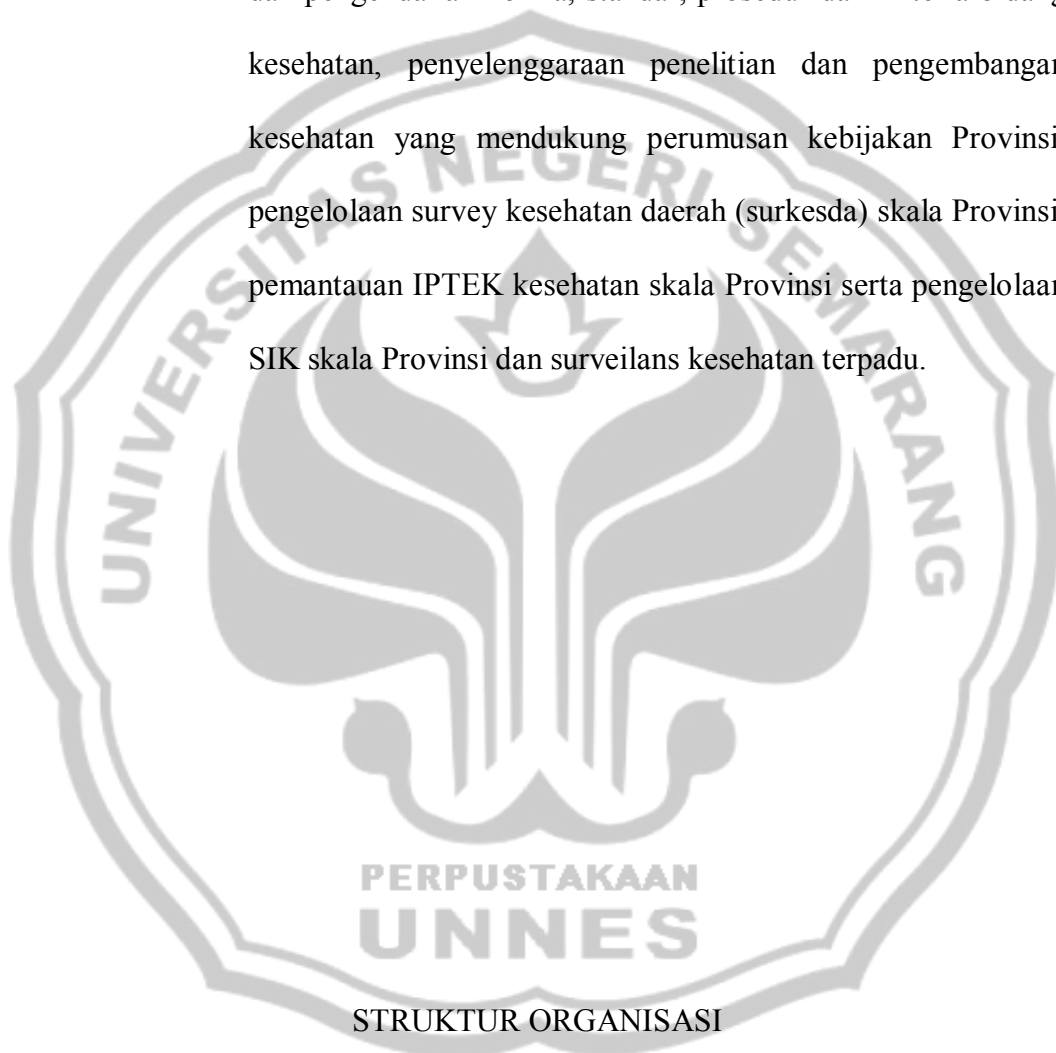 kesehatan, penyelenggaraan penelitian dan pengembangan
kesehatan yang mendukung perumusan kebijakan Provinsi
pengelolaan survey kesehatan daerah (surkesda) skala Provinsi
pemantauan IPTEK kesehatan skala Provinsi serta pengelolaan
SIK skala Provinsi dan surveilans kesehatan terpadu.
UNIVERSITAS NEGERI SEMARANG
PERPUSTAKAAN
UNNES
STRUKTUR ORGANISASI